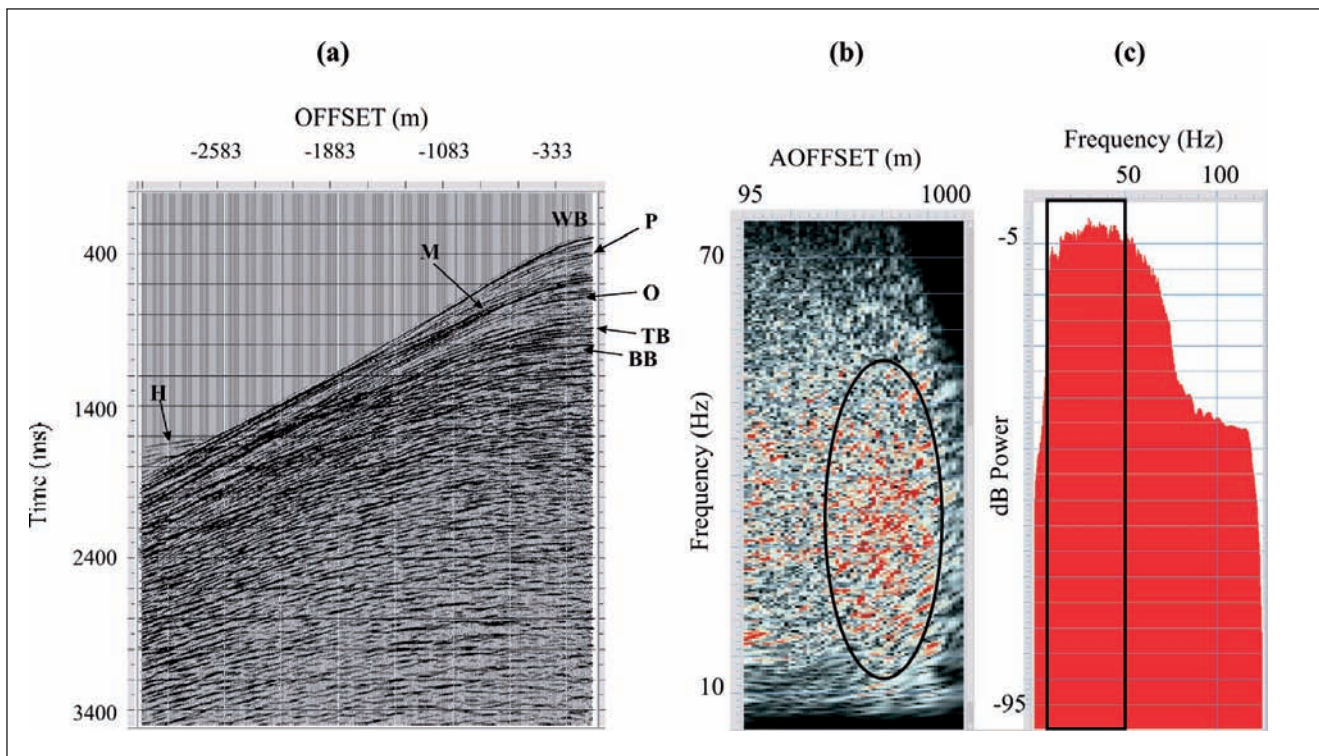 (a)
OFFSET (m)
-2583 -1883 -1083 -333
Time (ms)
400
1400
2400
3400
WB
P
M
O
TB
BB
H
(b)
AOFFSET (m)
95 1000
Frequency (Hz)
70
10
(c)
Frequency (Hz)
50 100
dB Power
-5
-95